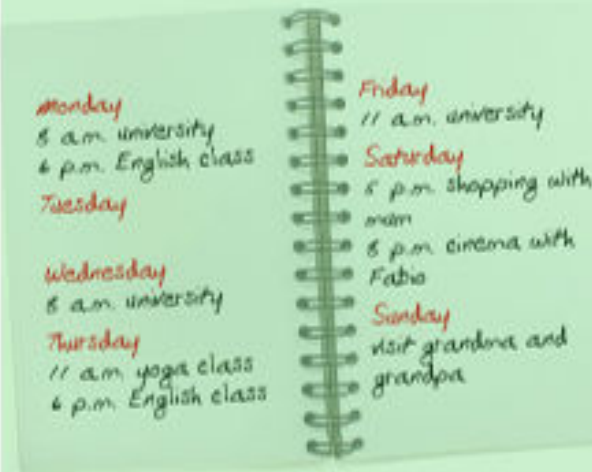 Monday
8 a.m. university
6 p.m. English class
Tuesday
Wednesday
8 a.m. university
Thursday
11 a.m. yoga class
6 p.m. English class
Friday
11 a.m. university
Saturday
5 p.m. shopping with
mum
8 p.m. cinema with
Fabio
Sunday
visit grandma and
grandpa